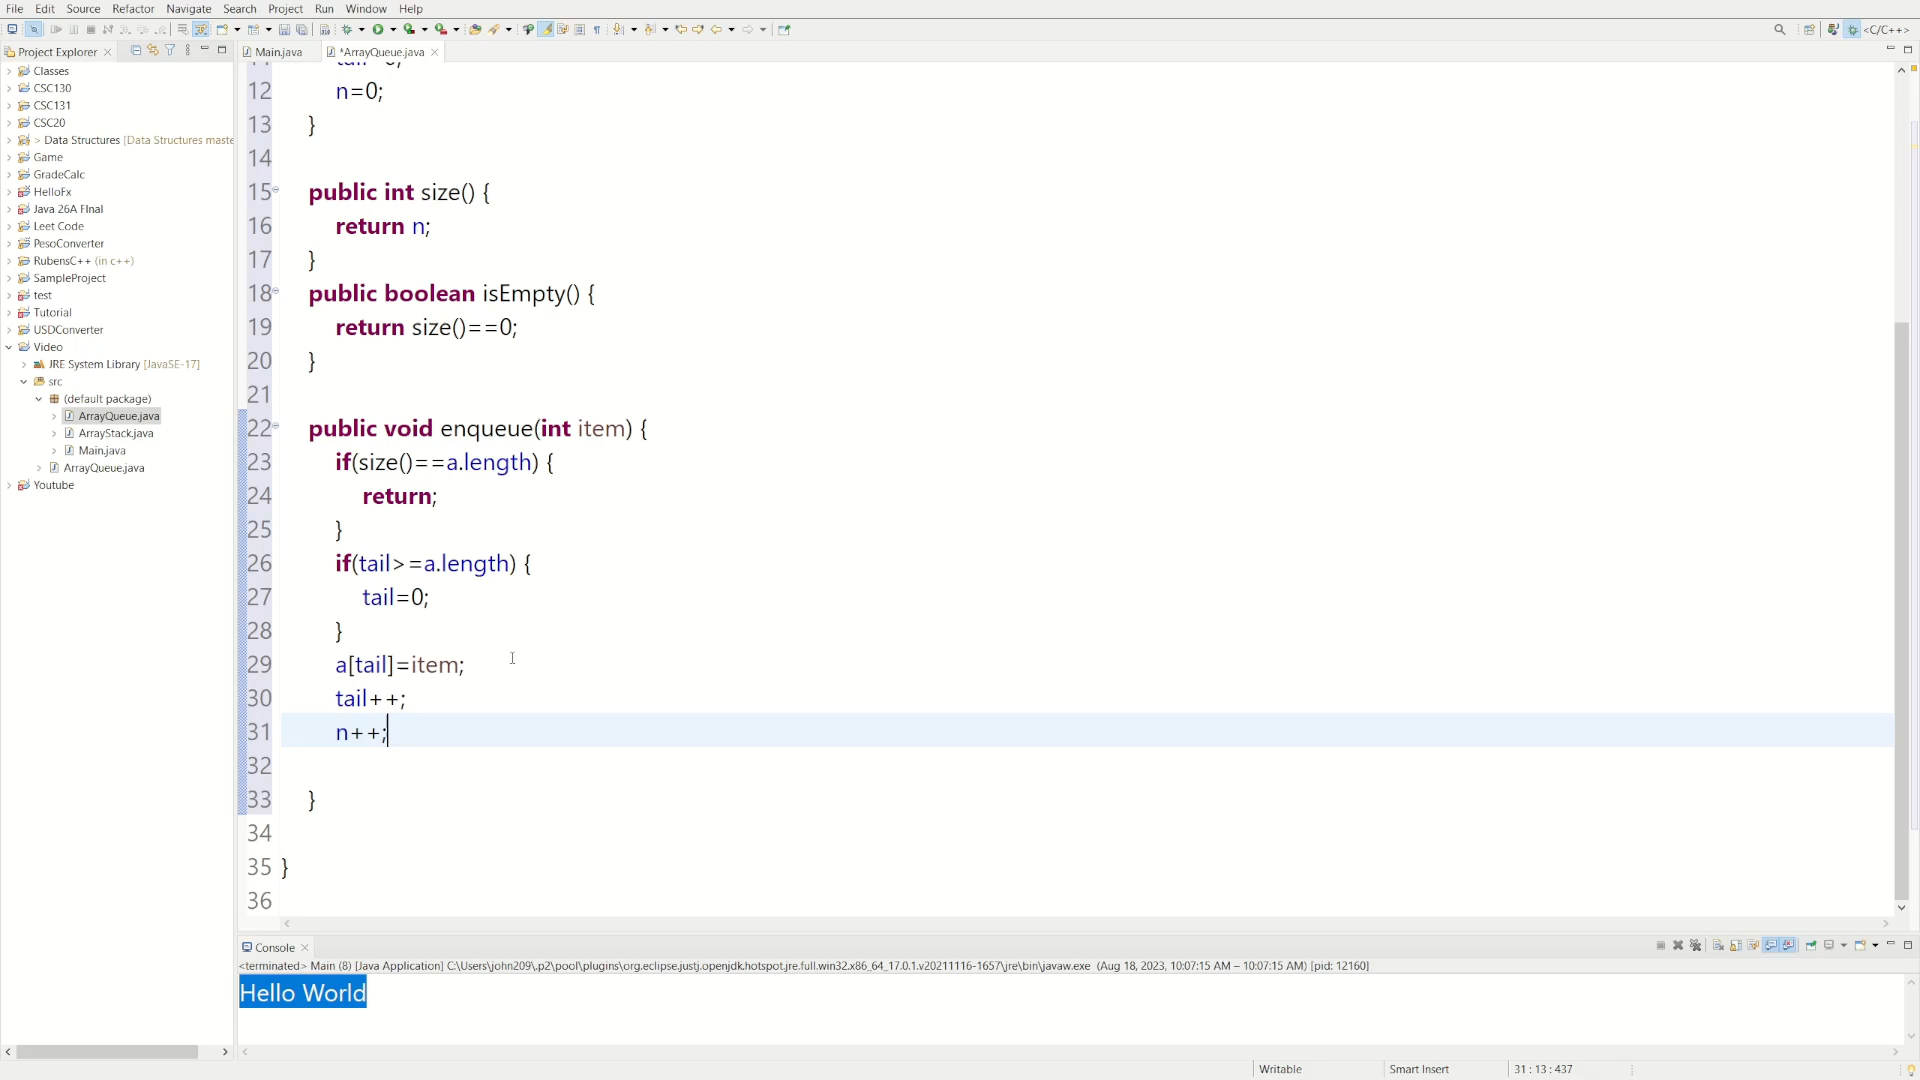 File Edit Source Refactor Navigate Search Project Run Window Help
<C/C++>
Project Explorer
Main.java *ArrayQueue.java
Classes
CSC130
CSC131
CSC20
> Data Structures [Data Structures maste
Game
GradeCalc
HelloFx
Java 26A FInal
Leet Code
PesoConverter
RubensC++ (in c++)
SampleProject
test
Tutorial
USDConverter
Video
JRE System Library [JavaSE-17]
src
(default package)
ArrayQueue.java
ArrayStack.java
Main.java
ArrayQueue.java
Youtube
12 n=0;
13 }
14
15 public int size() {
16 return n;
17 }
18 public boolean isEmpty() {
19 return size()==0;
20 }
21
22 public void enqueue(int item) {
23 if(size()==a.length) {
24 return;
25 }
26 if(tail>=a.length) {
27 tail=0;
28 }
29 a[tail]=item;
30 tail++;
31 n++;
32
33 }
34
35 }
36
Console
<terminated> Main (8) [Java Application] C:\Users\john209\.p2\pool\plugins\org.eclipse.justj.openjdk.hotspot.jre.full.win32.x86_64_17.0.1.v20211116-1657\jre\bin\javaw.exe (Aug 18, 2023, 10:07:15 AM – 10:07:15 AM) [pid: 12160]
Hello World
Writable Smart Insert 31 : 13 : 437